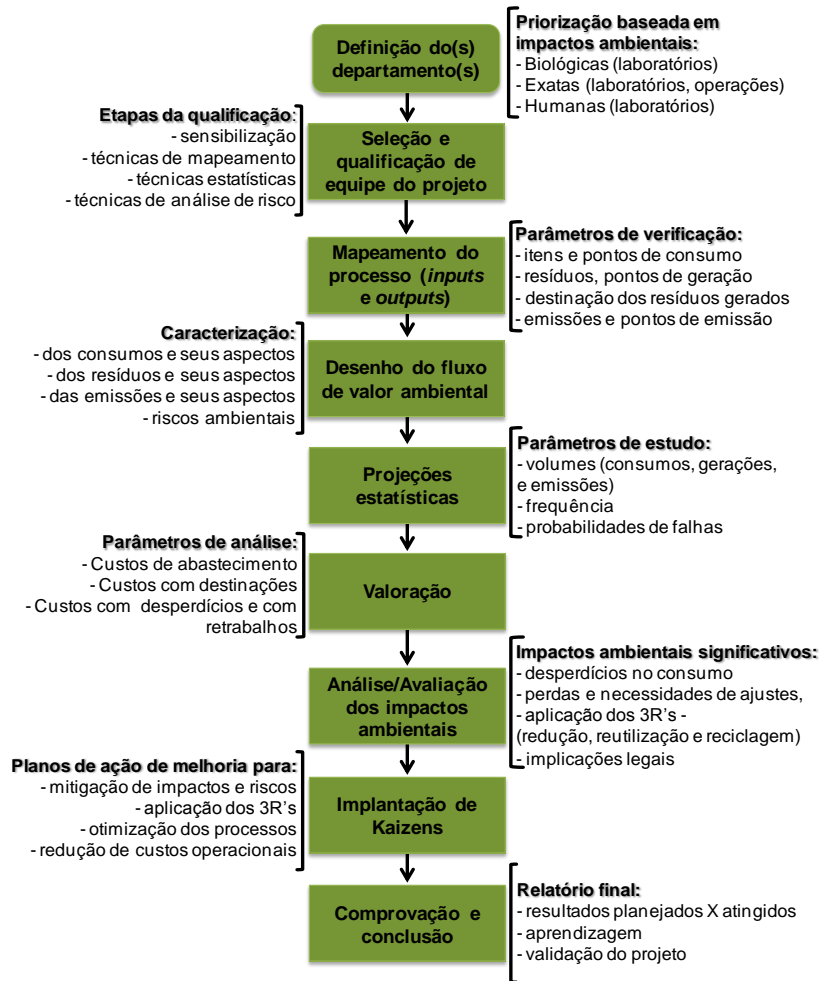 Definição do(s)
departamento(s)
Priorização baseada em
impactos ambientais:
- Biológicas (laboratórios)
- Exatas (laboratórios, operações)
- Humanas (laboratórios)
Etapas da qualificação:
- sensibilização
- técnicas de mapeamento
- técnicas estatísticas
- técnicas de análise de risco
Seleção e
qualificação de
equipe do projeto
Mapeamento do
processo (inputs
e outputs)
Parâmetros de verificação:
- itens e pontos de consumo
- resíduos, pontos de geração
- destinação dos resíduos gerados
- emissões e pontos de emissão
Caracterização:
- dos consumos e seus aspectos
- dos resíduos e seus aspectos
- das emissões e seus aspectos
- riscos ambientais
Desenho do fluxo
de valor ambiental
Projeções
estatísticas
Parâmetros de estudo:
- volumes (consumos, gerações,
e emissões)
- frequência
- probabilidades de falhas
Parâmetros de análise:
- Custos de abastecimento
- Custos com destinações
- Custos com desperdícios e com
retrabalhos
Valoração
Análise/Avaliação
dos impactos
ambientais
Impactos ambientais significativos:
- desperdícios no consumo
- perdas e necessidades de ajustes,
- aplicação dos 3R's -
(redução, reutilização e reciclagem)
- implicações legais
Planos de ação de melhoria para:
- mitigação de impactos e riscos
- aplicação dos 3R's
- otimização dos processos
- redução de custos operacionais
Implantação de
Kaizens
Comprovação e
conclusão
Relatório final:
- resultados planejados X atingidos
- aprendizagem
- validação do projeto